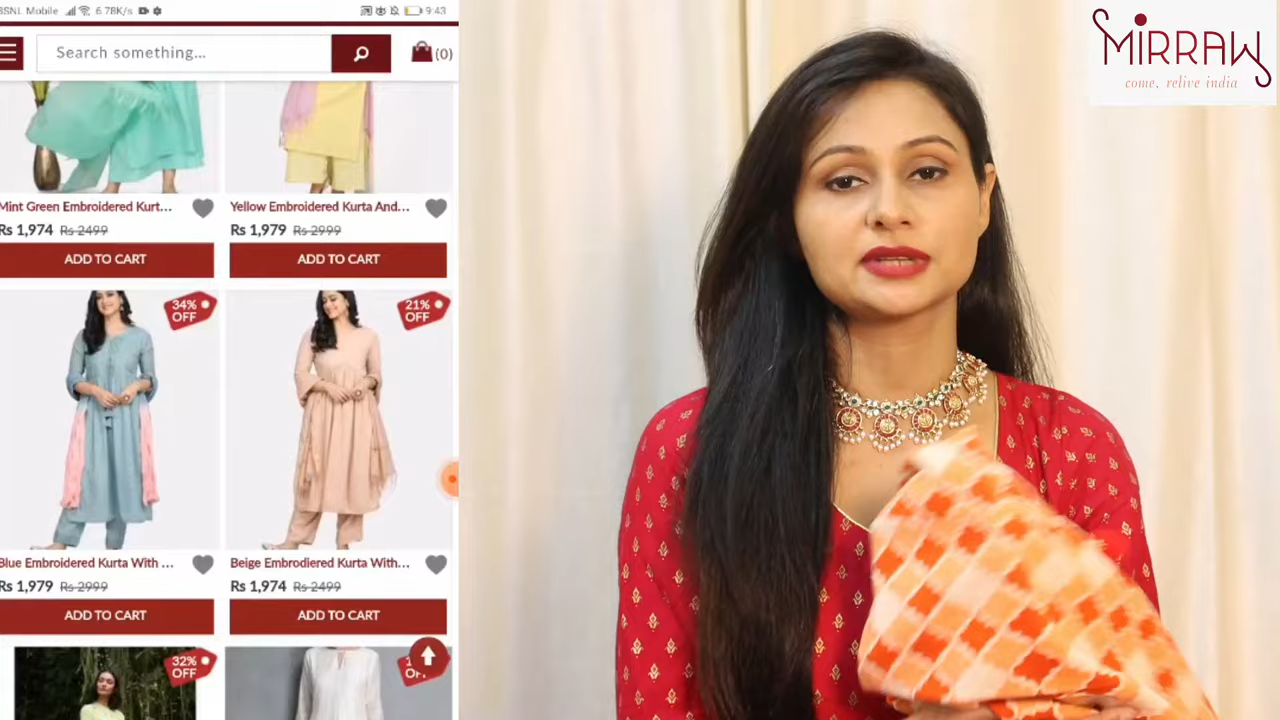 BSNL Mobile 6.78K/s 9:43
Search something...
(0)
Mint Green Embroidered Kurt...
Rs 1,974 Rs 2499
ADD TO CART
Yellow Embroidered Kurta And...
Rs 1,979 Rs 2999
ADD TO CART
34%
OFF
21%
OFF
Blue Embroidered Kurta With ...
Rs 1,979 Rs 2999
ADD TO CART
Beige Embrodiered Kurta With...
Rs 1,974 Rs 2499
ADD TO CART
32%
OFF
MIRRAW
come, relive india